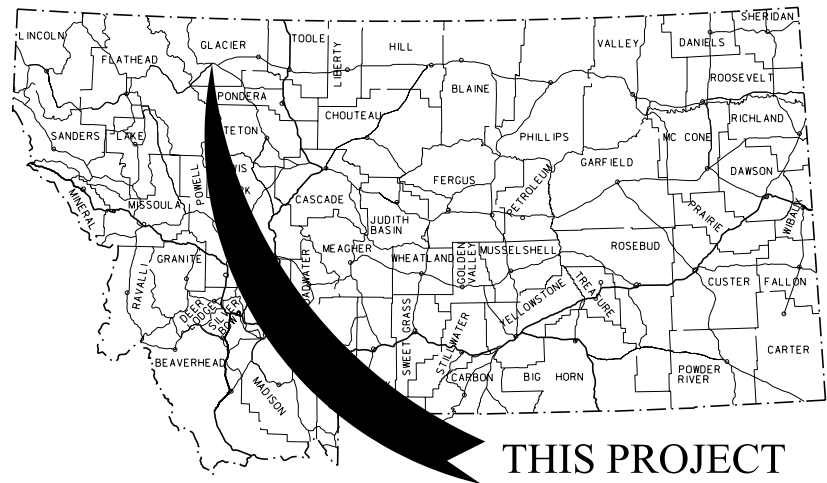 LINCOLN
FLATHEAD
GLACIER
TOOLE
LIBERTY
HILL
BLAINE
VALLEY
DANIELS
SHERIDAN
ROOSEVELT
PONDERA
TETON
CHOUTEAU
PHILLIPS
RICHLAND
MC CONE
SANDERS
LAKE
GARFIELD
DAWSON
POWELL
CASCADE
FERGUS
PETROLEUM
PRAIRIE
WIBAUX
MINERAL
MISSOULA
JUDITH
BASIN
MEAGHER
WHEATLAND
GOLDEN
VALLEY
MUSSELSHELL
ROSEBUD
GRANITE
RAVALLI
DEER
LODGE
SILVER
BOW
TREASURE
YELLOWSTONE
CUSTER
FALLON
BEAVERHEAD
MADISON
SWEET GRASS
STILLWATER
CARBON
BIG HORN
POWDER
RIVER
CARTER
THIS PROJECT